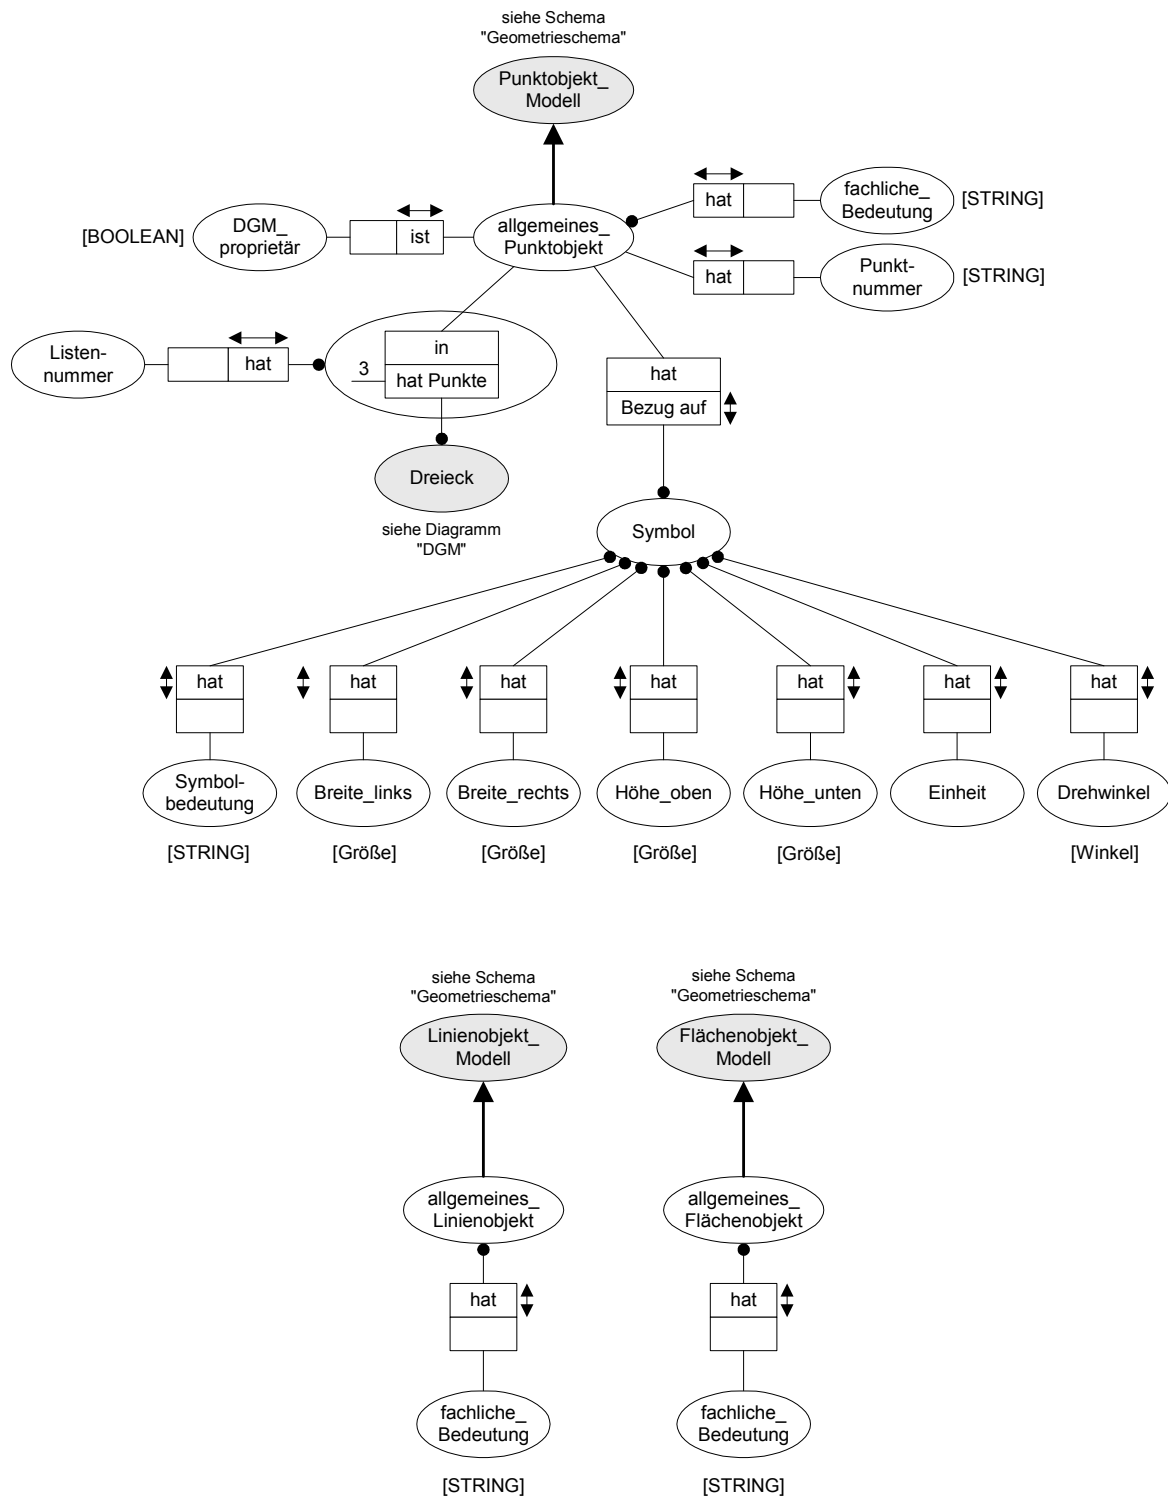 siehe Schema
"Geometrieschema"
Punktobjekt_
Modell
hat
fachliche_
Bedeutung
[STRING]
[BOOLEAN]
DGM_
proprietär
ist
allgemeines_
Punktobjekt
hat
Punkt-
nummer
[STRING]
Listen-
nummer
hat
3
in
hat Punkte
hat
Bezug auf
Dreieck
siehe Diagramm
"DGM"
Symbol
hat
hat
hat
hat
hat
hat
hat
Symbol-
bedeutung
Breite_links
Breite_rechts
Höhe_oben
Höhe_unten
Einheit
Drehwinkel
[STRING]
[Größe]
[Größe]
[Größe]
[Größe]
[Winkel]
siehe Schema
"Geometrieschema"
Linienobjekt_
Modell
allgemeines_
Linienobjekt
hat
fachliche_
Bedeutung
[STRING]
siehe Schema
"Geometrieschema"
Flächenobjekt_
Modell
allgemeines_
Flächenobjekt
hat
fachliche_
Bedeutung
[STRING]